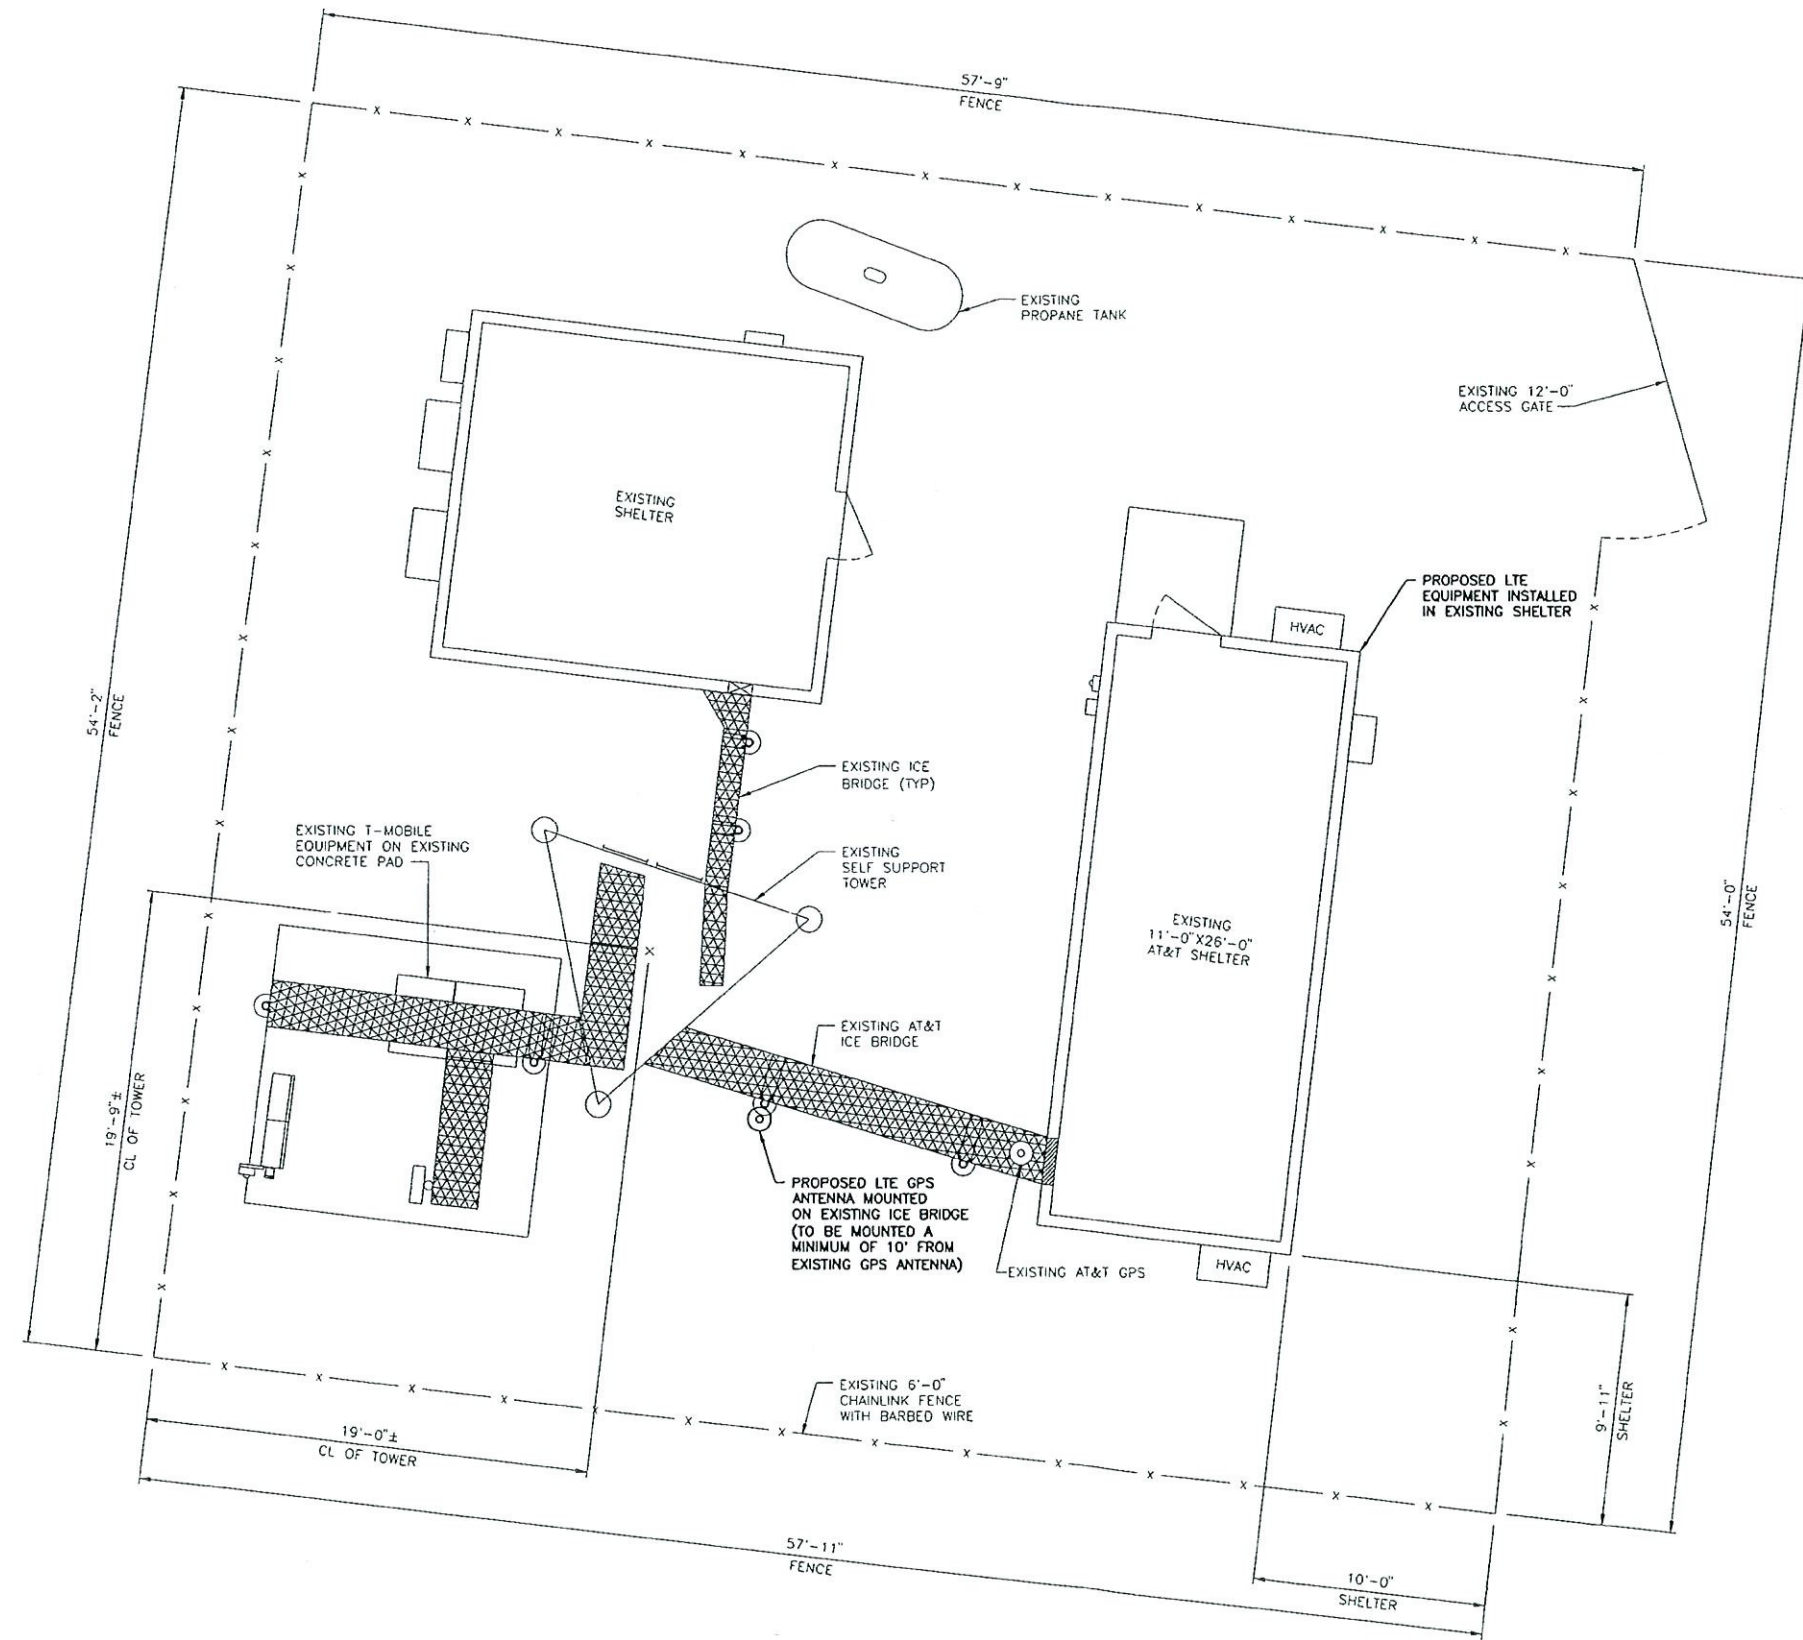 57'-9"
FENCE
EXISTING
PROPANE TANK
EXISTING 12'-0"
ACCESS GATE
EXISTING
SHELTER
PROPOSED LTE
EQUIPMENT INSTALLED
IN EXISTING SHELTER
HVAC
54'-2"
FENCE
EXISTING ICE
BRIDGE (TYP)
EXISTING T-MOBILE
EQUIPMENT ON EXISTING
CONCRETE PAD
EXISTING
SELF SUPPORT
TOWER
EXISTING
11'-0"X26'-0"
AT&T SHELTER
54'-0"
FENCE
EXISTING AT&T
ICE BRIDGE
19'-9"±
CL OF TOWER
PROPOSED LTE GPS
ANTENNA MOUNTED
ON EXISTING ICE BRIDGE
(TO BE MOUNTED A
MINIMUM OF 10' FROM
EXISTING GPS ANTENNA)
EXISTING AT&T GPS
HVAC
EXISTING 6'-0"
CHAINLINK FENCE
WITH BARBED WIRE
9'-11"
SHELTER
19'-0"±
CL OF TOWER
57'-11"
FENCE
10'-0"
SHELTER